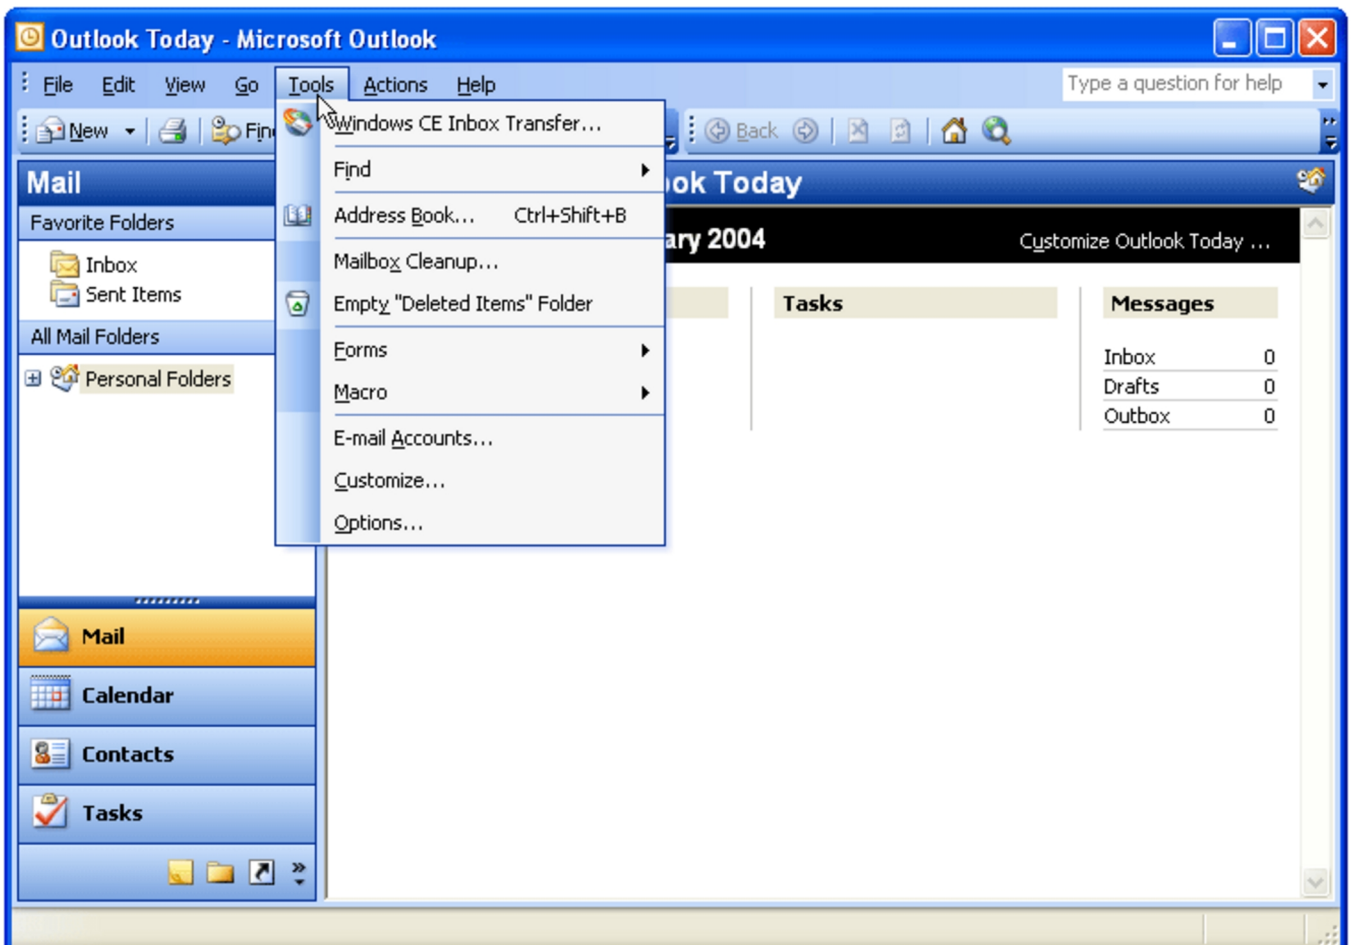 Outlook Today - Microsoft Outlook
File Edit View Go Tools Actions Help Type a question for help
New Back
Windows CE Inbox Transfer...
Find
Address Book... Ctrl+Shift+B
Mailbox Cleanup...
Empty "Deleted Items" Folder
Forms
Macro
E-mail Accounts...
Customize...
Options...
Mail
Favorite Folders
Inbox
Sent Items
All Mail Folders
Personal Folders
Mail
Calendar
Contacts
Tasks
ok Today
ary 2004 Customize Outlook Today ...
Tasks
Messages
Inbox 0
Drafts 0
Outbox 0